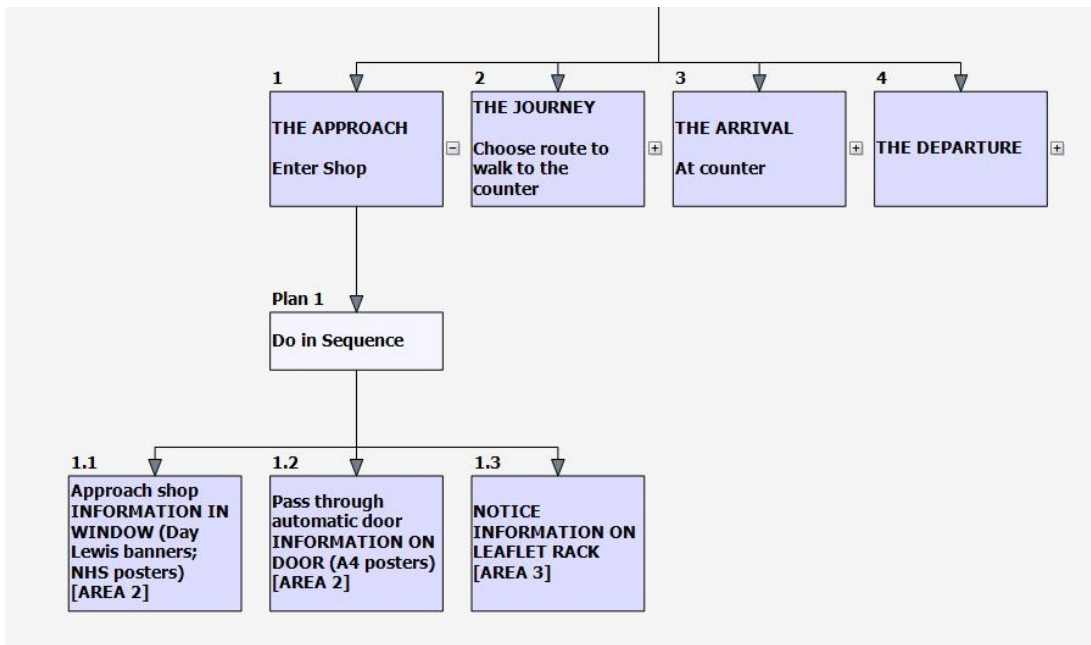 1
THE APPROACH
Enter Shop
2
THE JOURNEY
Choose route to
walk to the
counter
3
THE ARRIVAL
At counter
4
THE DEPARTURE
Plan 1
Do in Sequence
1.1
Approach shop
INFORMATION IN
WINDOW (Day
Lewis banners;
NHS posters)
[AREA 2]
1.2
Pass through
automatic door
INFORMATION ON
DOOR (A4 posters)
[AREA 2]
1.3
NOTICE
INFORMATION ON
LEAFLET RACK
[AREA 3]